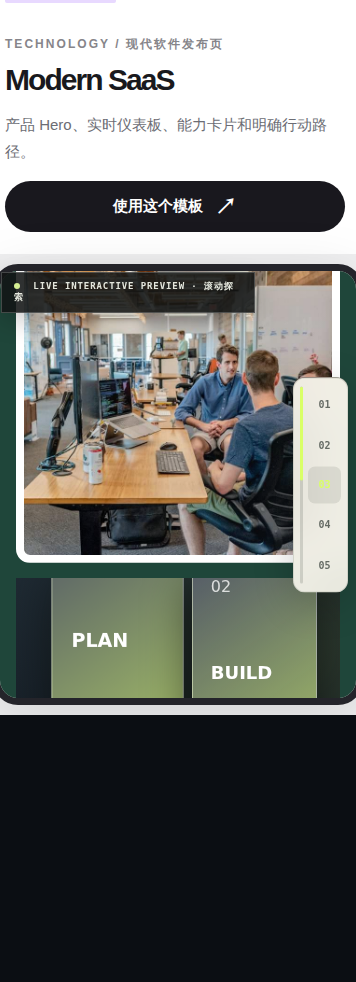 TECHNOLOGY / 现代软件发布页
Modern SaaS
产品 Hero、实时仪表板、能力卡片和明确行动路
径。
使用这个模板 ↗
LIVE INTERACTIVE PREVIEW · 滚动探
索
01
02
03
04
05
02
PLAN
BUILD